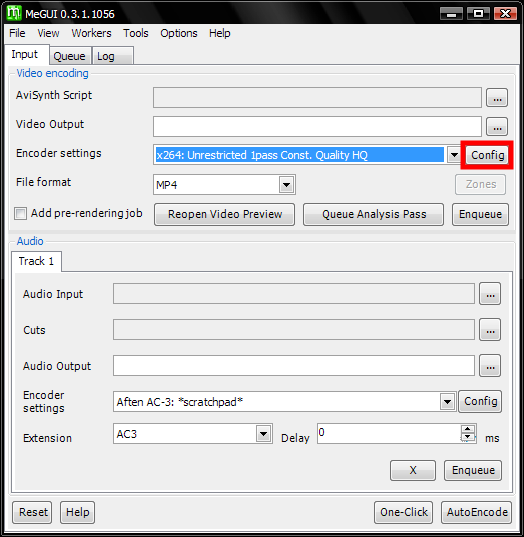 MeGUI 0.3.1.1056
File View Workers Tools Options Help
Input Queue Log
Video encoding
AviSynth Script ...
Video Output ...
Encoder settings x264: Unrestricted 1pass Const. Quality HQ Config
File format MP4 Zones
Add pre-rendering job Reopen Video Preview Queue Analysis Pass Enqueue
Audio
Track 1
Audio Input ...
Cuts ...
Audio Output ...
Encoder
settings Aften AC-3: *scratchpad* Config
Extension AC3 Delay 0 ms
X Enqueue
Reset Help One-Click AutoEncode